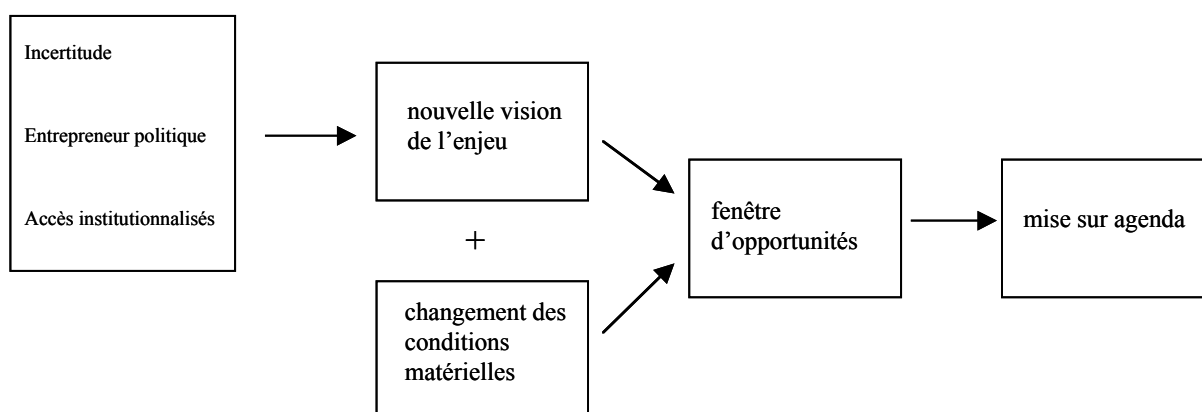 Incertitude
Entrepreneur politique
Accès institutionnalisés
nouvelle vision
de l’enjeu
+
changement des
conditions
matérielles
fenêtre
d’opportunités
mise sur agenda